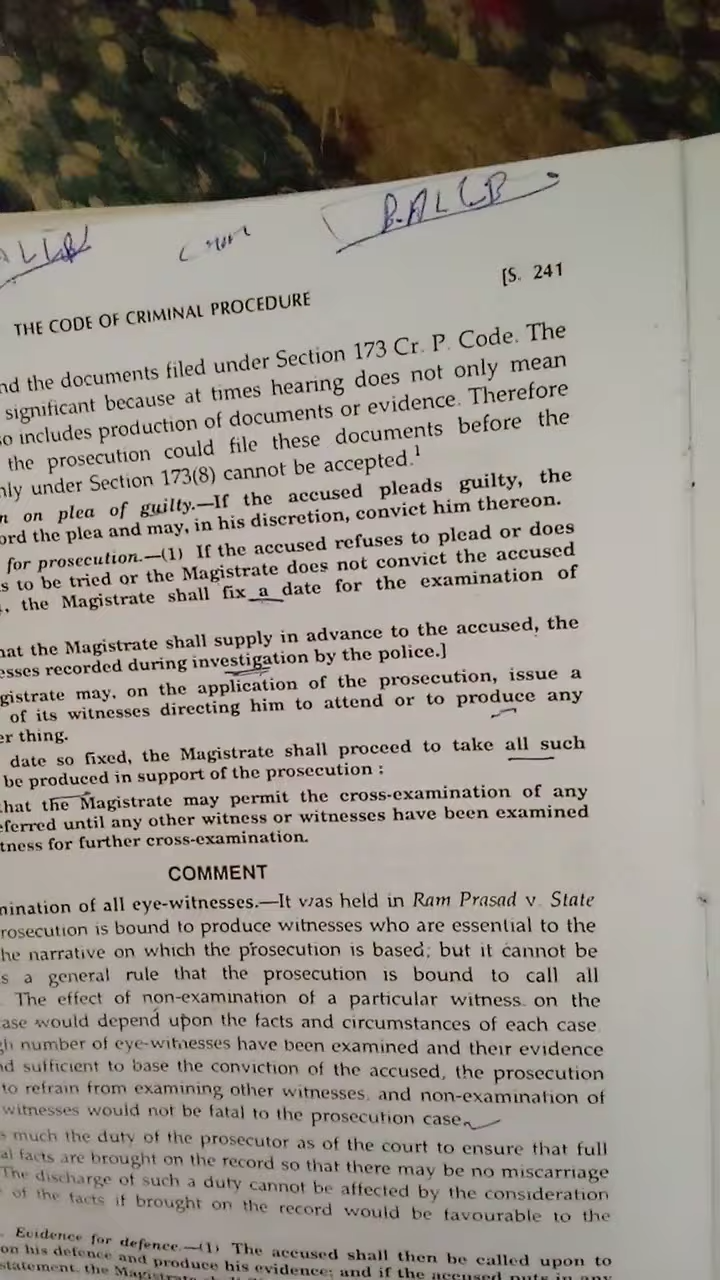 B.A L L B
[S. 241
THE CODE OF CRIMINAL PROCEDURE
nd the documents filed under Section 173 Cr. P. Code. The
significant because at times hearing does not only mean
so includes production of documents or evidence. Therefore
the prosecution could file these documents before the
nly under Section 173(8) cannot be accepted.1
n on plea of guilty.—If the accused pleads guilty, the
ord the plea and may, in his discretion, convict him thereon.
for prosecution.—(1) If the accused refuses to plead or does
s to be tried or the Magistrate does not convict the accused
, the Magistrate shall fix a date for the examination of
hat the Magistrate shall supply in advance to the accused, the
esses recorded during investigation by the police.]
gistrate may, on the application of the prosecution, issue a
of its witnesses directing him to attend or to produce any
er thing.
date so fixed, the Magistrate shall proceed to take all such
be produced in support of the prosecution :
that the Magistrate may permit the cross-examination of any
eferred until any other witness or witnesses have been examined
tness for further cross-examination.
COMMENT
mination of all eye-witnesses.—It was held in Ram Prasad v. State
rosecution is bound to produce witnesses who are essential to the
he narrative on which the prosecution is based; but it cannot be
s a general rule that the prosecution is bound to call all
The effect of non-examination of a particular witness on the
ase would depend upon the facts and circumstances of each case.
gh number of eye-witnesses have been examined and their evidence
nd sufficient to base the conviction of the accused, the prosecution
to refrain from examining other witnesses, and non-examination of
witnesses would not be fatal to the prosecution case.
s much the duty of the prosecutor as of the court to ensure that full
al facts are brought on the record so that there may be no miscarriage
The discharge of such a duty cannot be affected by the consideration
of the facts if brought on the record would be favourable to the
Evidence for defence.—(1) The accused shall then be called upon to
on his defence and produce his evidence; and if the accused puts in any
statement, the